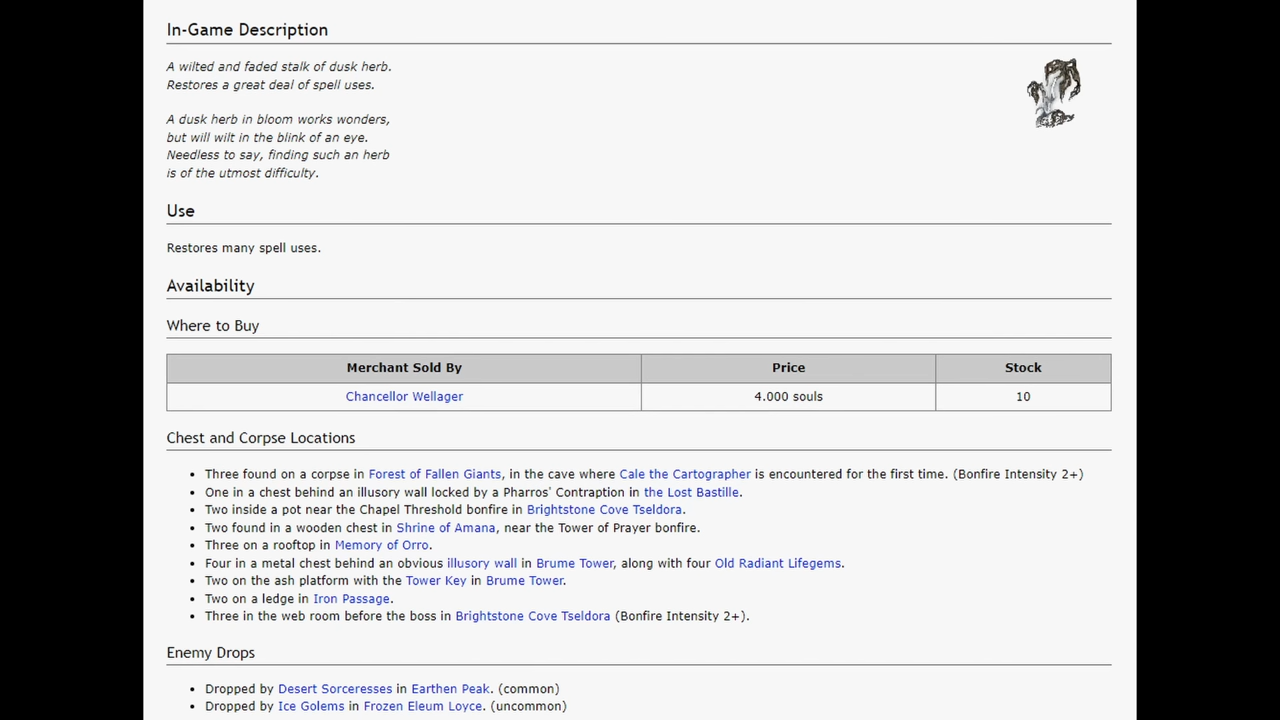 In-Game Description
A wilted and faded stalk of dusk herb.
Restores a great deal of spell uses.
A dusk herb in bloom works wonders,
but will wilt in the blink of an eye.
Needless to say, finding such an herb
is of the utmost difficulty.
Use
Restores many spell uses.
Availability
Where to Buy
Merchant Sold By Price Stock
Chancellor Wellager 4.000 souls 10
Chest and Corpse Locations
• Three found on a corpse in Forest of Fallen Giants, in the cave where Cale the Cartographer is encountered for the first time. (Bonfire Intensity 2+)
• One in a chest behind an illusory wall locked by a Pharros' Contraption in the Lost Bastille.
• Two inside a pot near the Chapel Threshold bonfire in Brightstone Cove Tseldora.
• Two found in a wooden chest in Shrine of Amana, near the Tower of Prayer bonfire.
• Three on a rooftop in Memory of Orro.
• Four in a metal chest behind an obvious illusory wall in Brume Tower, along with four Old Radiant Lifegems.
• Two on the ash platform with the Tower Key in Brume Tower.
• Two on a ledge in Iron Passage.
• Three in the web room before the boss in Brightstone Cove Tseldora (Bonfire Intensity 2+).
Enemy Drops
• Dropped by Desert Sorceresses in Earthen Peak. (common)
• Dropped by Ice Golems in Frozen Eleum Loyce. (uncommon)